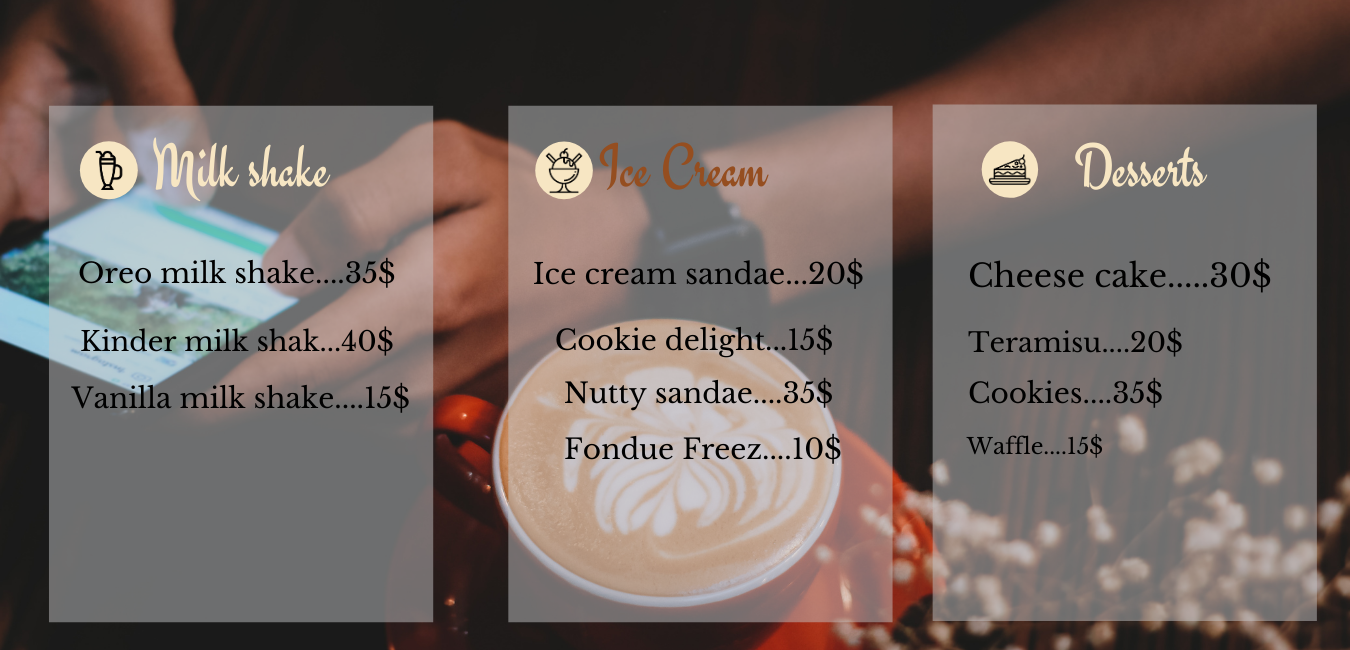 Milk shake
Oreo milk shake....35$
Kinder milk shak...40$
Vanilla milk shake....15$
Ice Cream
Ice cream sandae...20$
Cookie delight...15$
Nutty sandae....35$
Fondue Freez....10$
Desserts
Cheese cake.....30$
Teramisu....20$
Cookies....35$
Waffle....15$